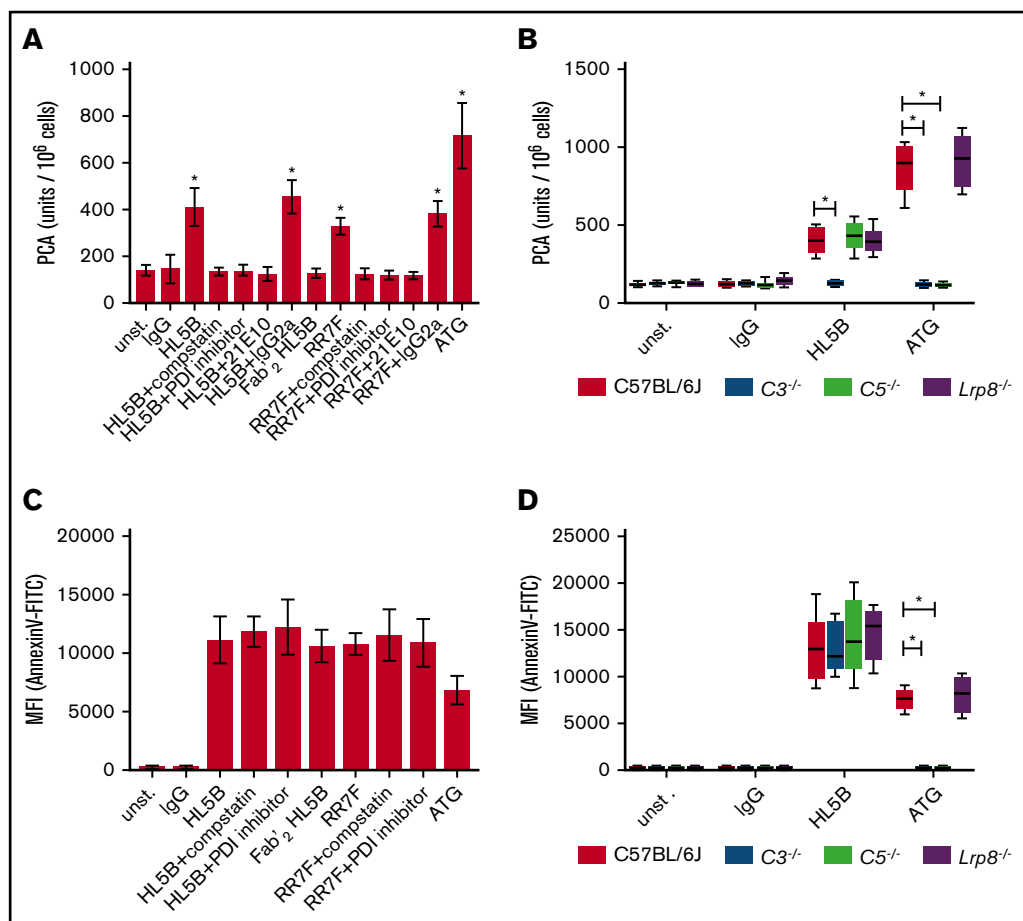 A
PCA (units / 10⁶ cells)
1000
800
600
400
200
0
*
*
*
*
*
unst.
IgG
HL5B
HL5B+compstatin
HL5B+PDI inhibitor
HL5B+21E10
HL5B+IgG2a
Fab'₂ HL5B
RR7F
RR7F+compstatin
RR7F+PDI inhibitor
RR7F+21E10
RR7F+IgG2a
ATG
B
PCA (units / 10⁶ cells)
1500
1000
500
0
*
*
*
unst.
IgG
HL5B
ATG
C57BL/6J C3-/- C5-/- Lrp8-/-
C
MFI (AnnexinV-FITC)
20000
15000
10000
5000
0
unst.
IgG
HL5B
HL5B+compstatin
HL5B+PDI inhibitor
Fab'₂ HL5B
RR7F
RR7F+compstatin
RR7F+PDI inhibitor
ATG
D
MFI (AnnexinV-FITC)
25000
20000
15000
10000
5000
0
*
*
unst .
IgG
HL5B
ATG
C57BL/6J C3-/- C5-/- Lrp8-/-